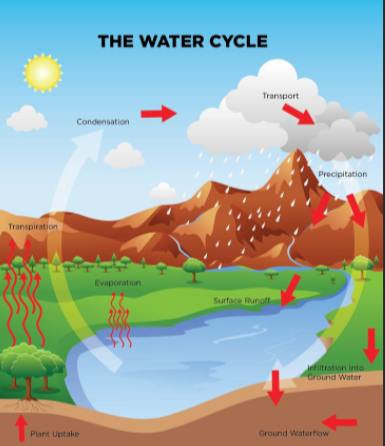 THE WATER CYCLE
Transport
Condensation
Precipitation
Transpiration
Evaporation
Surface Runoff
Infiltration Into
Ground Water
Plant Uptake
Ground Waterflow